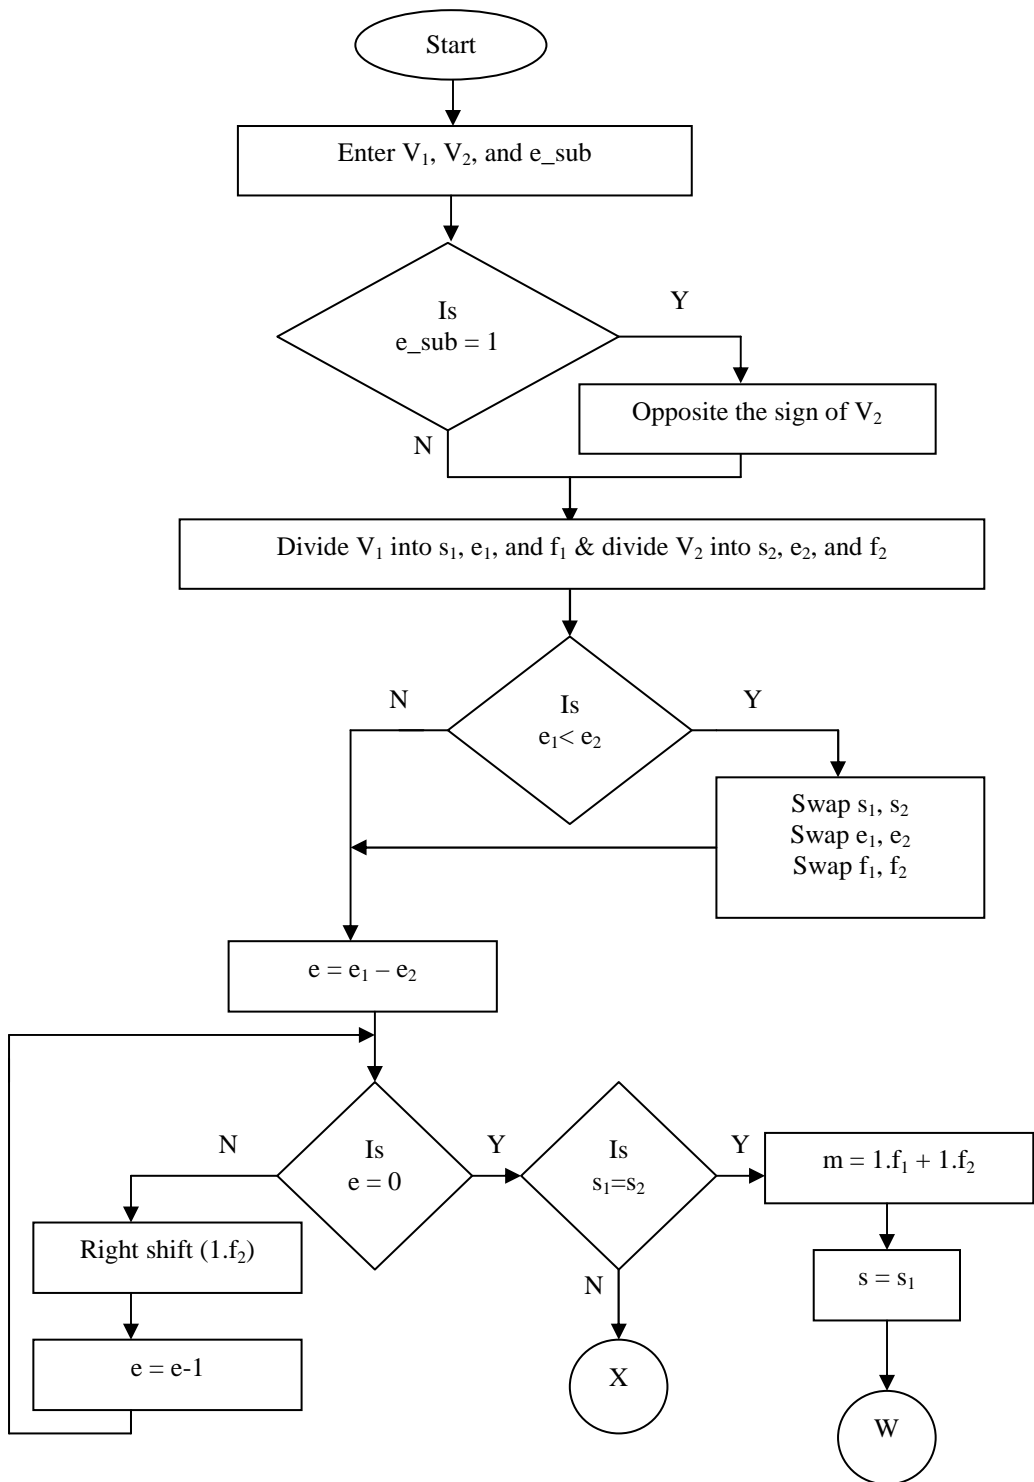 Start
Enter V₁, V₂, and e_sub
Is
e_sub = 1
Y
Opposite the sign of V₂
N
Divide V₁ into s₁, e₁, and f₁ & divide V₂ into s₂, e₂, and f₂
N
Is
e₁< e₂
Y
Swap s₁, s₂
Swap e₁, e₂
Swap f₁, f₂
e = e₁ – e₂
N
Is
e = 0
Y
Is
s₁=s₂
Y
m = 1.f₁ + 1.f₂
Right shift (1.f₂)
N
s = s₁
e = e-1
X
W